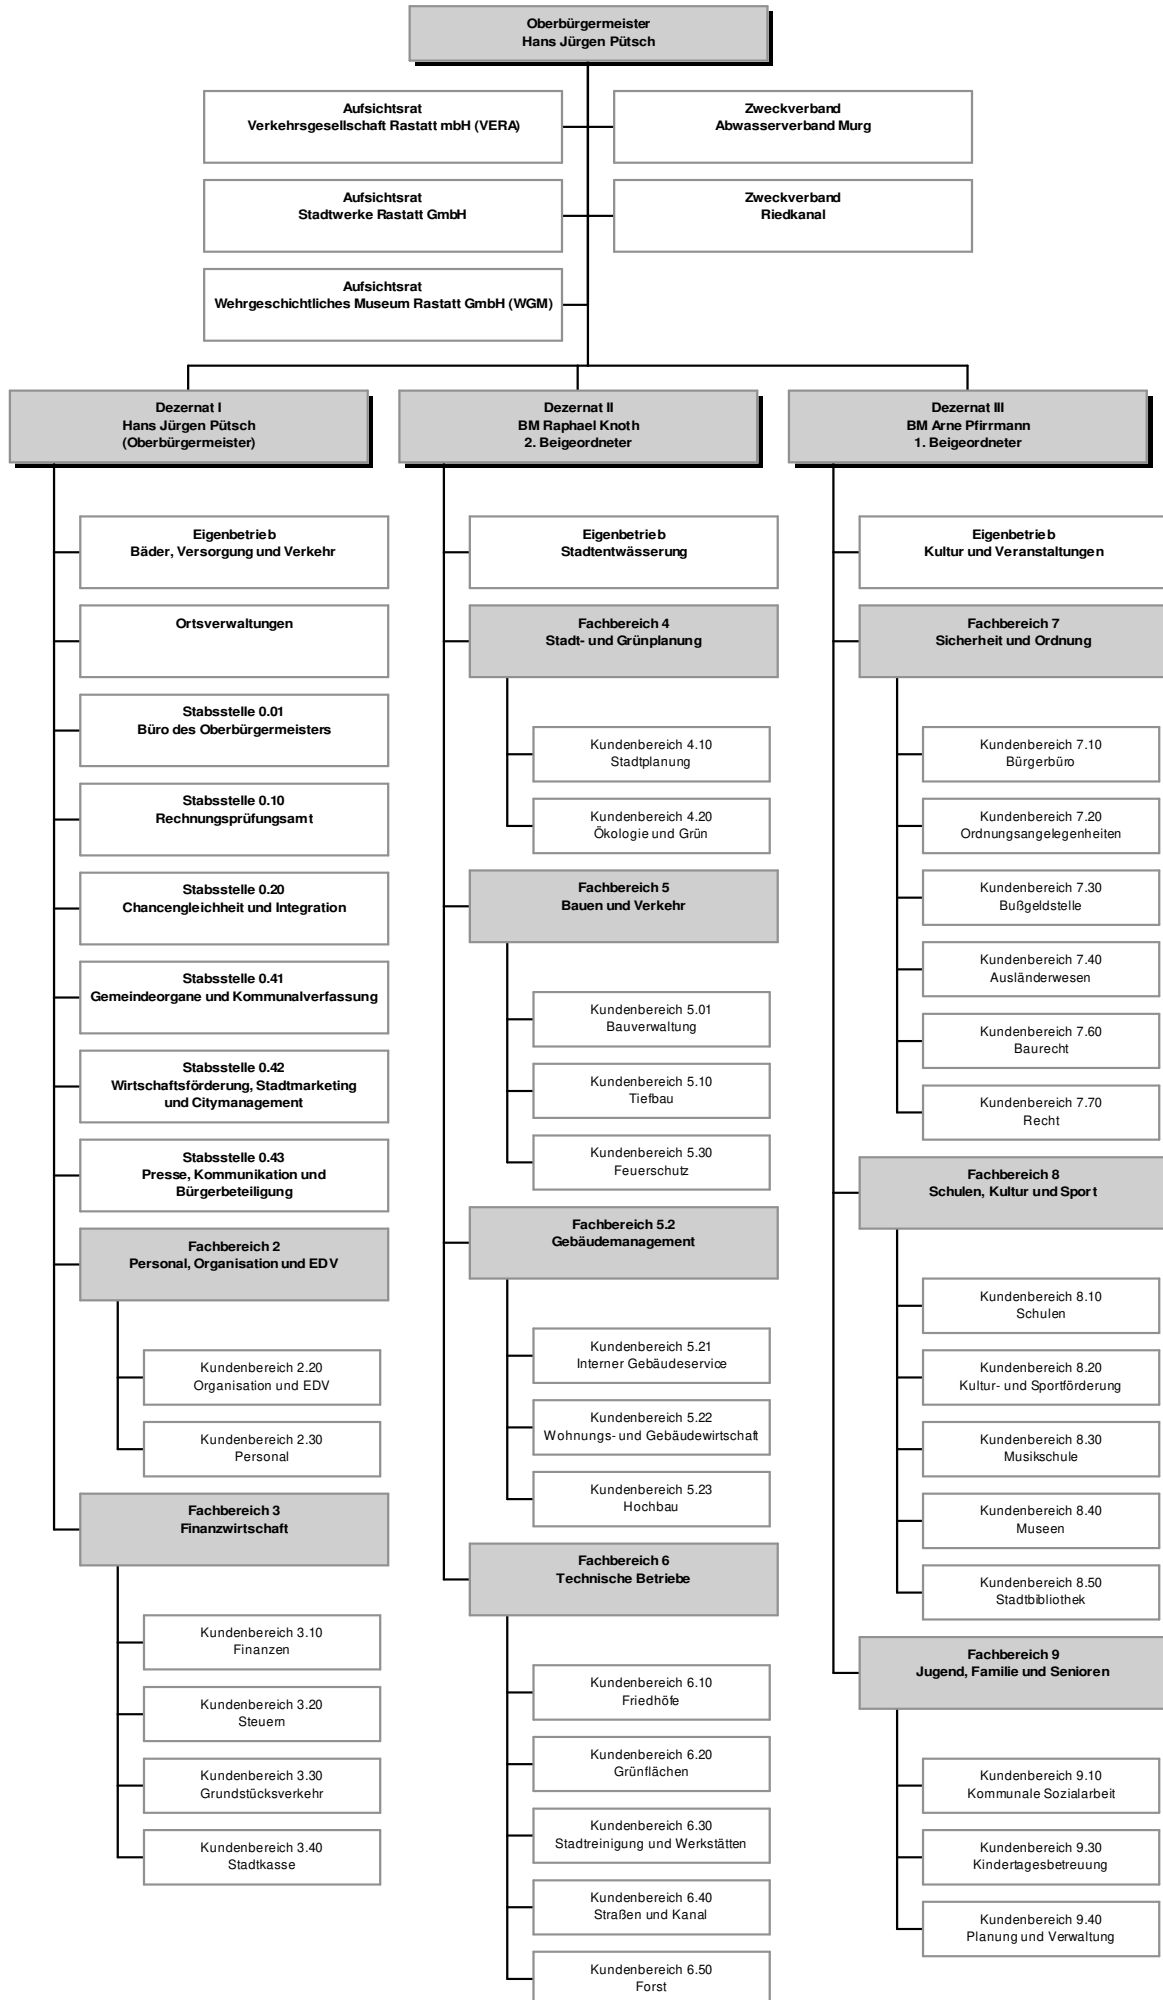 Oberbürgermeister
Hans Jürgen Pütsch
Aufsichtsrat
Verkehrsgesellschaft Rastatt mbH (VERA)
Zweckverband
Abwasserverband Murg
Aufsichtsrat
Stadtwerke Rastatt GmbH
Zweckverband
Riedkanal
Aufsichtsrat
Wehrgeschichtliches Museum Rastatt GmbH (WGM)
Dezernat I
Hans Jürgen Pütsch
(Oberbürgermeister)
Eigenbetrieb
Bäder, Versorgung und Verkehr
Ortsverwaltungen
Stabsstelle 0.01
Büro des Oberbürgermeisters
Stabsstelle 0.10
Rechnungsprüfungsamt
Stabsstelle 0.20
Chancengleichheit und Integration
Stabsstelle 0.41
Gemeindeorgane und Kommunalverfassung
Stabsstelle 0.42
Wirtschaftsförderung, Stadtmarketing
und Citymanagement
Stabsstelle 0.43
Presse, Kommunikation und
Bürgerbeteiligung
Fachbereich 2
Personal, Organisation und EDV
Kundenbereich 2.20
Organisation und EDV
Kundenbereich 2.30
Personal
Fachbereich 3
Finanzwirtschaft
Kundenbereich 3.10
Finanzen
Kundenbereich 3.20
Steuern
Kundenbereich 3.30
Grundstücksverkehr
Kundenbereich 3.40
Stadtkasse
Dezernat II
BM Raphael Knoth
2. Beigeordneter
Eigenbetrieb
Stadtentwässerung
Fachbereich 4
Stadt- und Grünplanung
Kundenbereich 4.10
Stadtplanung
Kundenbereich 4.20
Ökologie und Grün
Fachbereich 5
Bauen und Verkehr
Kundenbereich 5.01
Bauverwaltung
Kundenbereich 5.10
Tiefbau
Kundenbereich 5.30
Feuerschutz
Fachbereich 5.2
Gebäudemanagement
Kundenbereich 5.21
Interner Gebäudeservice
Kundenbereich 5.22
Wohnungs- und Gebäudewirtschaft
Kundenbereich 5.23
Hochbau
Fachbereich 6
Technische Betriebe
Kundenbereich 6.10
Friedhöfe
Kundenbereich 6.20
Grünflächen
Kundenbereich 6.30
Stadtreinigung und Werkstätten
Kundenbereich 6.40
Straßen und Kanal
Kundenbereich 6.50
Forst
Dezernat III
BM Arne Pfirrmann
1. Beigeordneter
Eigenbetrieb
Kultur und Veranstaltungen
Fachbereich 7
Sicherheit und Ordnung
Kundenbereich 7.10
Bürgerbüro
Kundenbereich 7.20
Ordnungsangelegenheiten
Kundenbereich 7.30
Bußgeldstelle
Kundenbereich 7.40
Ausländerwesen
Kundenbereich 7.60
Baurecht
Kundenbereich 7.70
Recht
Fachbereich 8
Schulen, Kultur und Sport
Kundenbereich 8.10
Schulen
Kundenbereich 8.20
Kultur- und Sportförderung
Kundenbereich 8.30
Musikschule
Kundenbereich 8.40
Museen
Kundenbereich 8.50
Stadtbibliothek
Fachbereich 9
Jugend, Familie und Senioren
Kundenbereich 9.10
Kommunale Sozialarbeit
Kundenbereich 9.30
Kindertagesbetreuung
Kundenbereich 9.40
Planung und Verwaltung